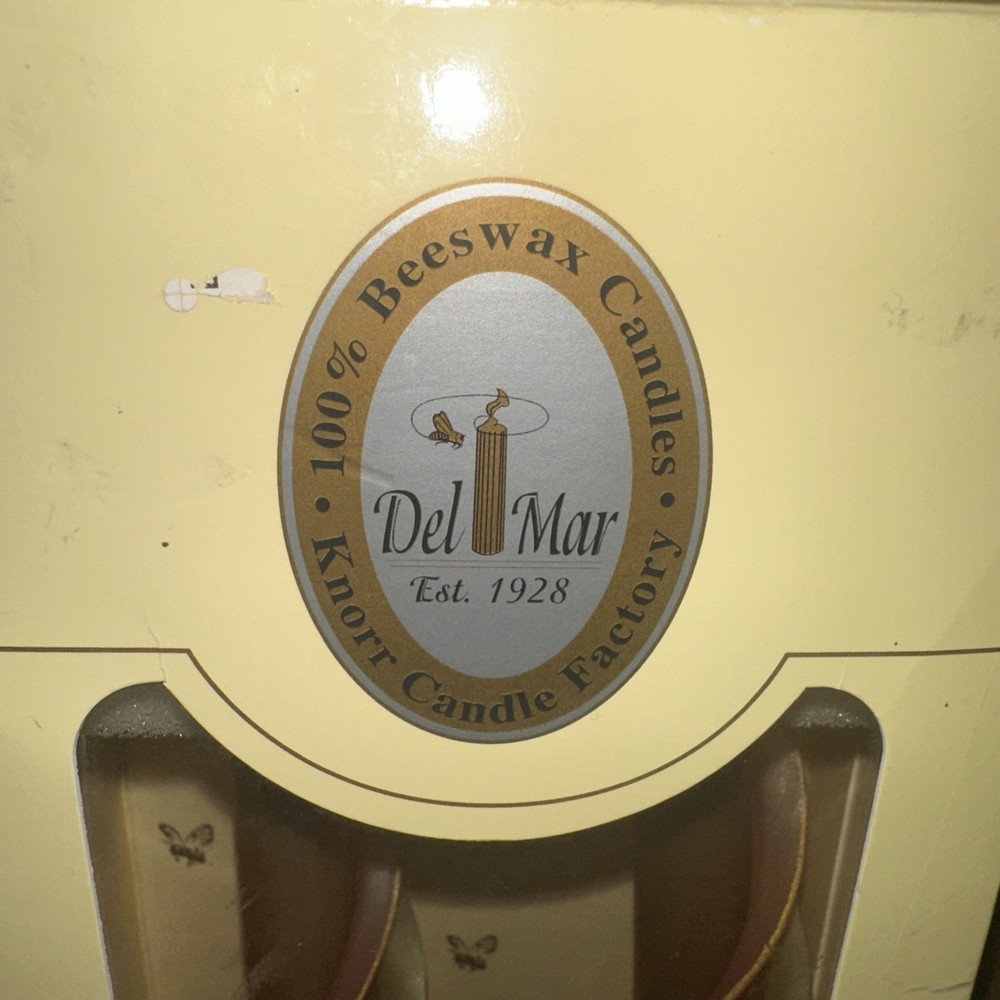 100% Beeswax Candles
Del Mar
Est. 1928
Knorr Candle Factory